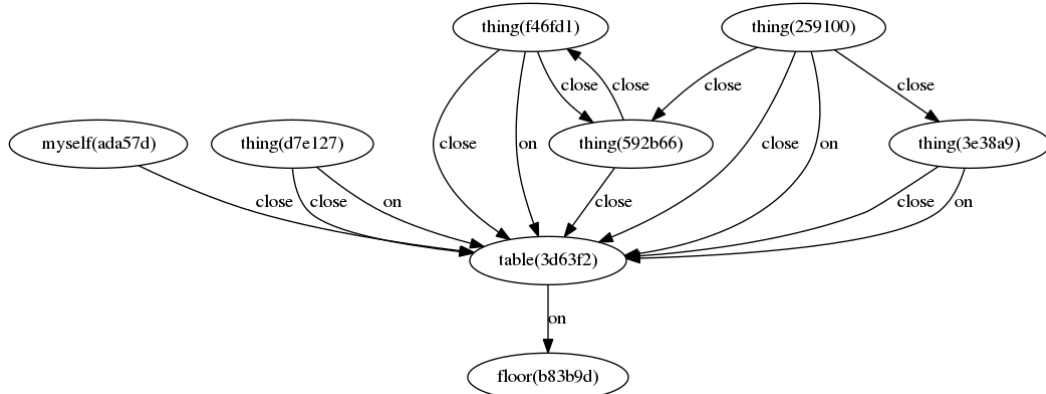 thing(f46fd1)
thing(259100)
close
close
close
close
myself(ada57d)
thing(d7e127)
close
on
thing(592b66)
close
on
thing(3e38a9)
close
close
on
close
close
on
table(3d63f2)
on
floor(b83b9d)